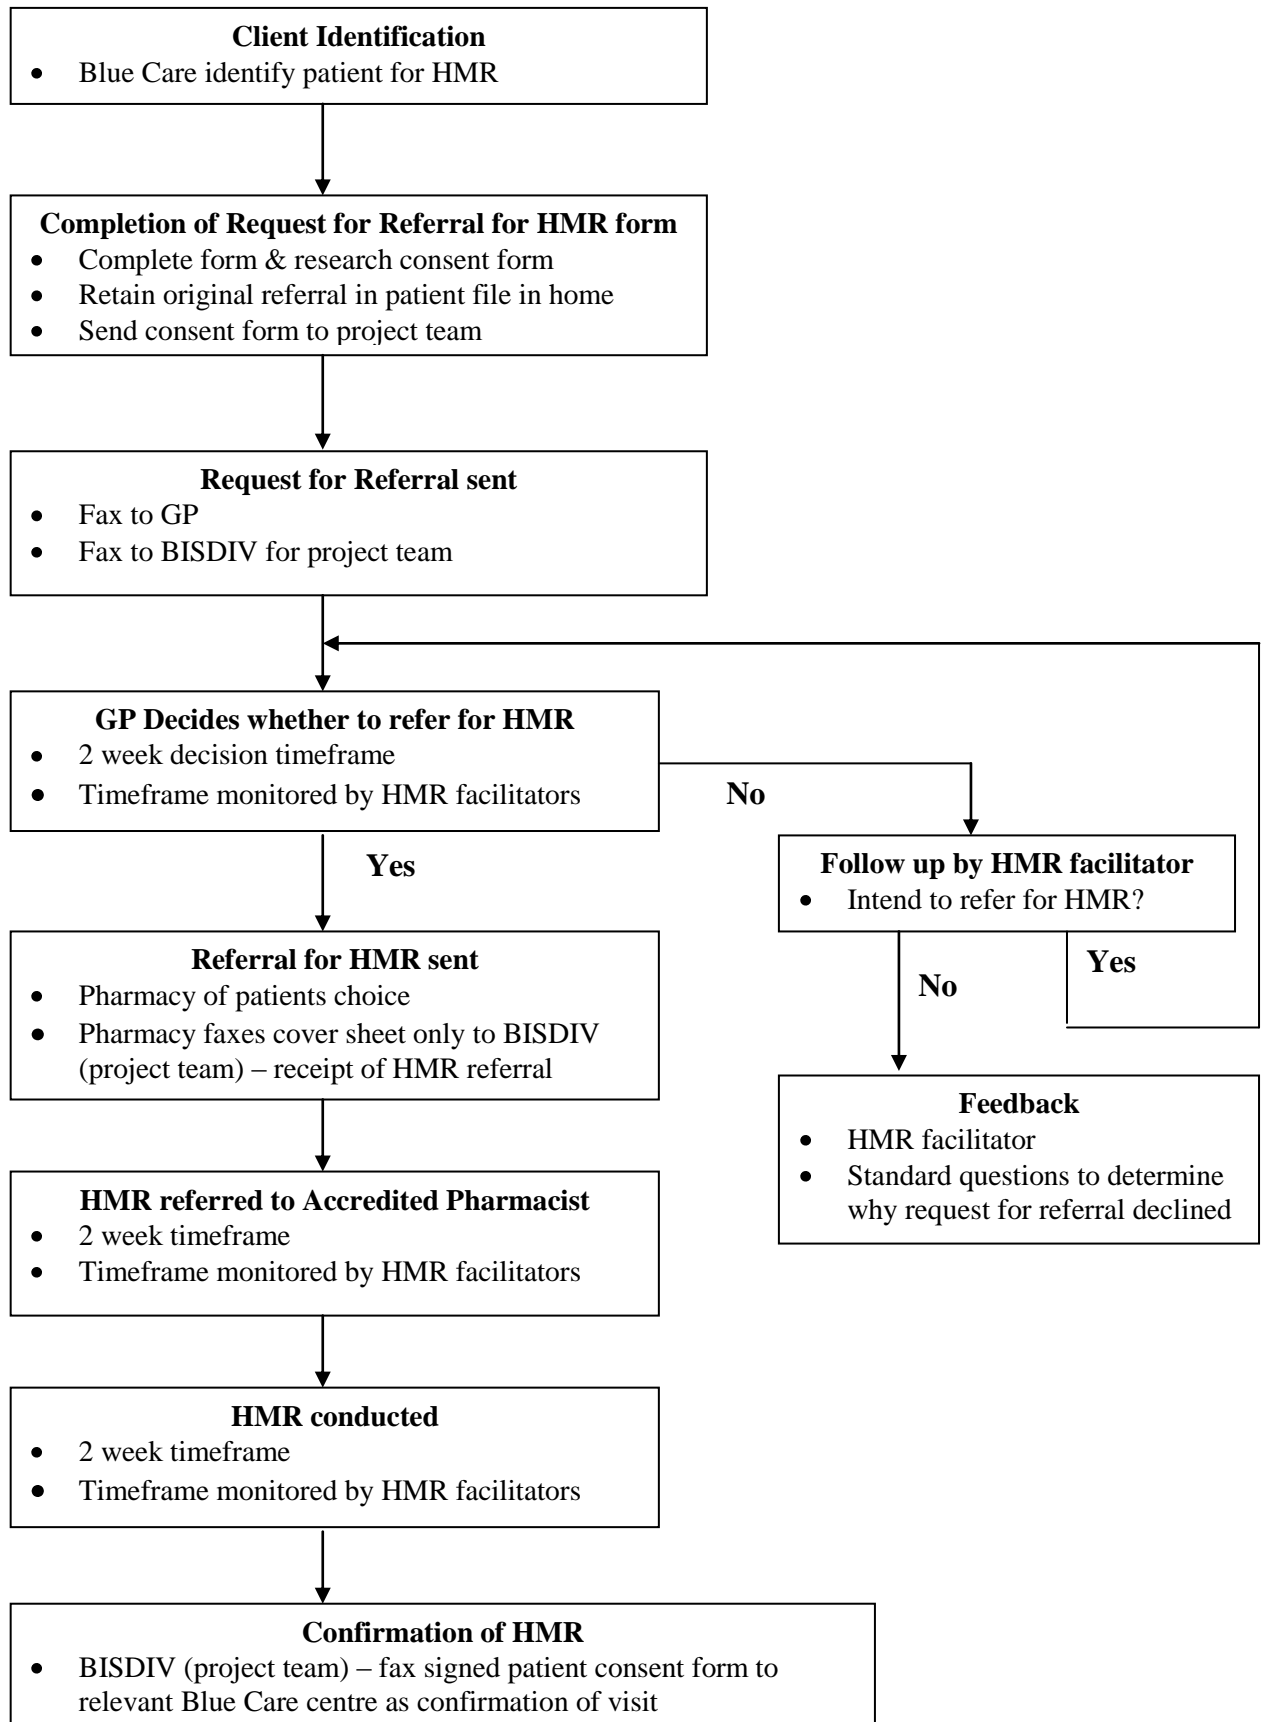 Client Identification
• Blue Care identify patient for HMR
Completion of Request for Referral for HMR form
• Complete form & research consent form
• Retain original referral in patient file in home
• Send consent form to project team
Request for Referral sent
• Fax to GP
• Fax to BISDIV for project team
GP Decides whether to refer for HMR
• 2 week decision timeframe
• Timeframe monitored by HMR facilitators
No
Yes
Follow up by HMR facilitator
• Intend to refer for HMR?
Yes
No
Referral for HMR sent
• Pharmacy of patients choice
• Pharmacy faxes cover sheet only to BISDIV
(project team) – receipt of HMR referral
Feedback
• HMR facilitator
• Standard questions to determine
why request for referral declined
HMR referred to Accredited Pharmacist
• 2 week timeframe
• Timeframe monitored by HMR facilitators
HMR conducted
• 2 week timeframe
• Timeframe monitored by HMR facilitators
Confirmation of HMR
• BISDIV (project team) – fax signed patient consent form to
relevant Blue Care centre as confirmation of visit